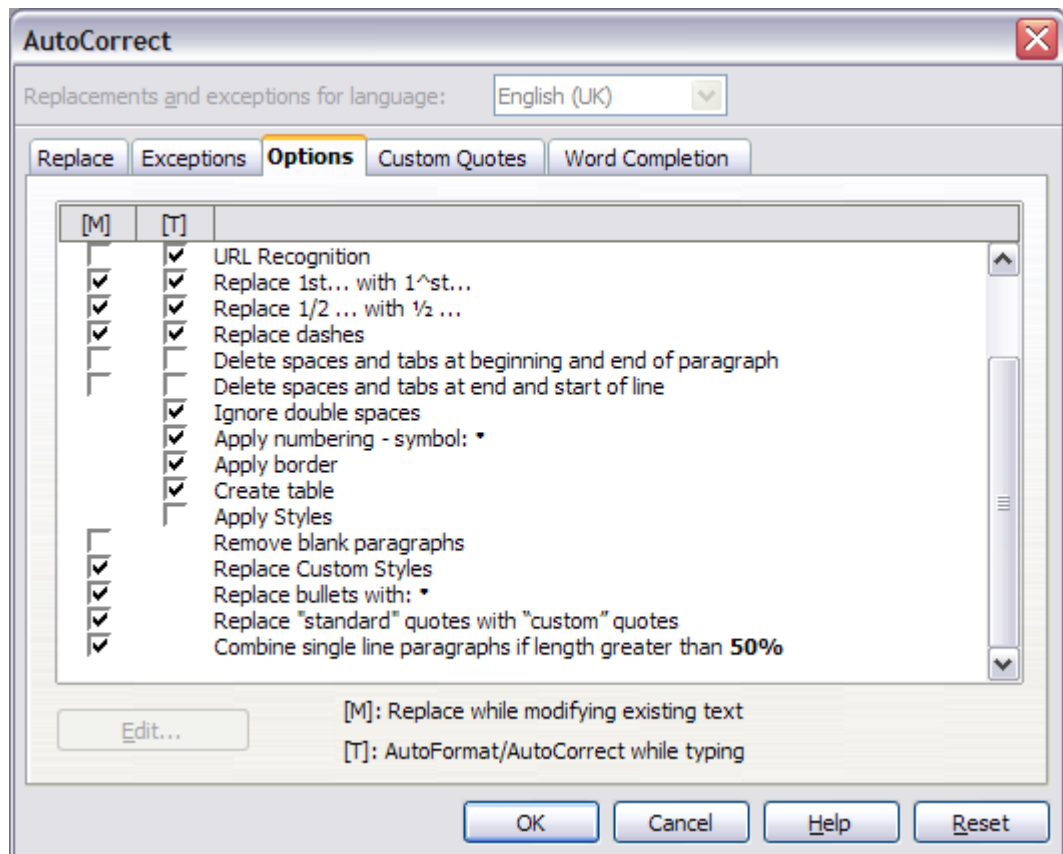 AutoCorrect
Replacements and exceptions for language: English (UK)
Replace Exceptions Options Custom Quotes Word Completion
[M] [T]
URL Recognition
Replace 1st... with 1^st...
Replace 1/2 ... with ½ ...
Replace dashes
Delete spaces and tabs at beginning and end of paragraph
Delete spaces and tabs at end and start of line
Ignore double spaces
Apply numbering - symbol: •
Apply border
Create table
Apply Styles
Remove blank paragraphs
Replace Custom Styles
Replace bullets with: •
Replace "standard" quotes with “custom” quotes
Combine single line paragraphs if length greater than 50%
Edit...
[M]: Replace while modifying existing text
[T]: AutoFormat/AutoCorrect while typing
OK Cancel Help Reset